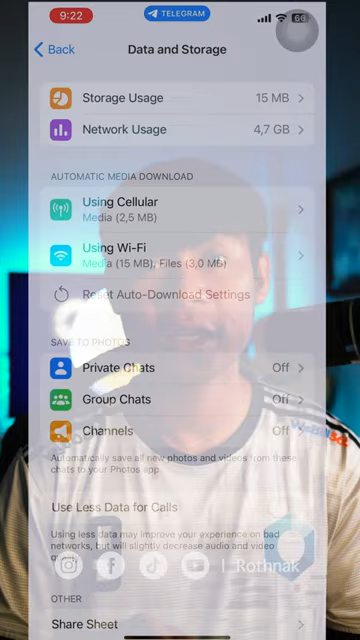 9:22
TELEGRAM
60
Back
Data and Storage
Storage Usage
15 MB
Network Usage
4,7 GB
AUTOMATIC MEDIA DOWNLOAD
Using Cellular
Media (2,5 MB)
Using Wi-Fi
Media (15 MB), Files (3,0 MB)
Reset Auto-Download Settings
SAVE TO PHOTOS
Private Chats
Off
Group Chats
Off
Channels
Off
Automatically save all new photos and videos from these
chats to your Photos app.
Use Less Data for Calls
Using less data may improve your experience on bad
networks, but will slightly decrease audio and video
| Rothnak
OTHER
Share Sheet